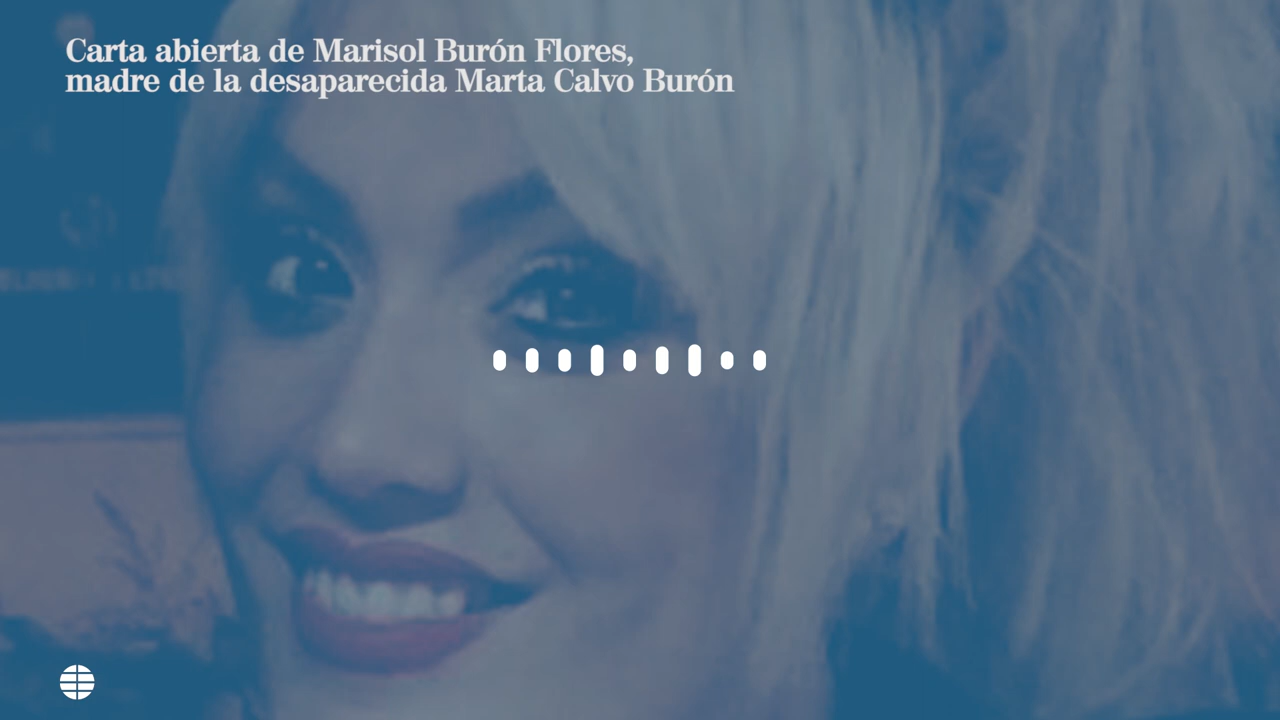 Carta abierta de Marisol Burón Flores,
madre de la desaparecida Marta Calvo Burón